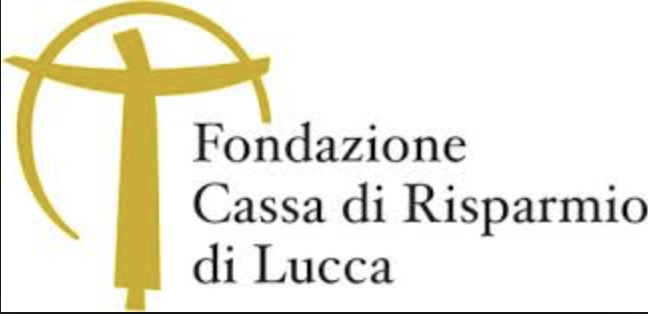 Fondazione
Cassa di Risparmio
di Lucca